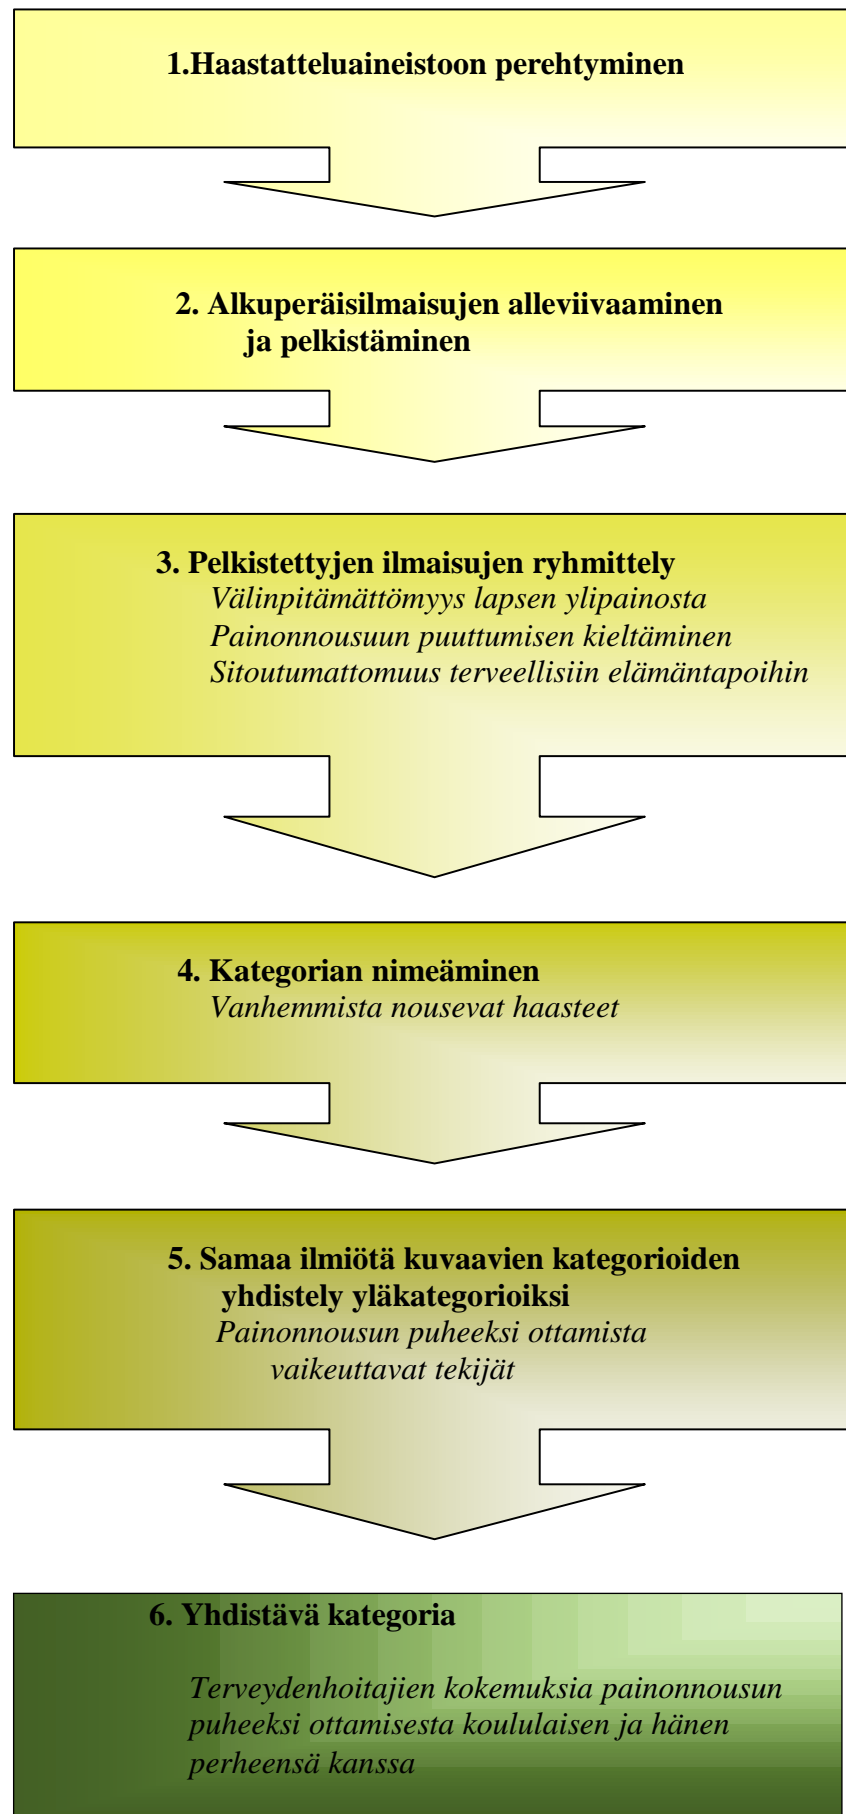 1.Haastatteluaineistoon perehtyminen
2. Alkuperäisilmaisujen alleviivaaminen
ja pelkistäminen
3. Pelkistettyjen ilmaisujen ryhmittely
Välinpitämättömyys lapsen ylipainosta
Painonnousuun puuttumisen kieltäminen
Sitoutumattomuus terveellisiin elämäntapoihin
4. Kategorian nimeäminen
Vanhemmista nousevat haasteet
5. Samaa ilmiötä kuvaavien kategorioiden
yhdistely yläkategorioiksi
Painonnousun puheeksi ottamista
vaikeuttavat tekijät
6. Yhdistävä kategoria
Terveydenhoitajien kokemuksia painonnousun
puheeksi ottamisesta koululaisen ja hänen
perheensä kanssa